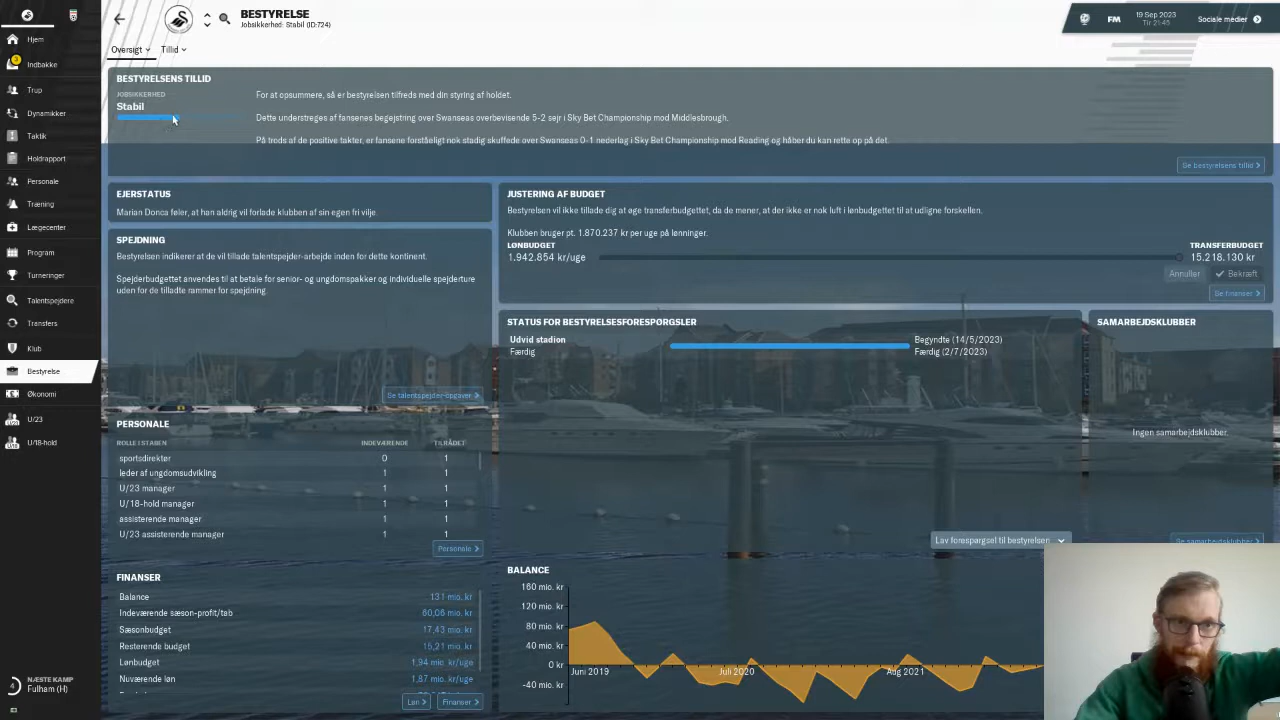 BESTYRELSE
Jobsikkerhed: Stabil (ID:724)
FM
19 Sep 2023
Tir 21:45
Sociale medier
Hjem
Indbakke
Trup
Dynamikker
Taktik
Holdrapport
Personale
Træning
Lægecenter
Program
Turneringer
Talentspejdere
Transfers
Klub
Bestyrelse
Økonomi
U/23
U/18-hold
NÆSTE KAMP
Fulham (H)
Oversigt
Tillid
BESTYRELSENS TILLID
JOBSIKKERHED
Stabil
For at opsummere, så er bestyrelsen tilfreds med din styring af holdet.
Dette understreges af fansenes begejstring over Swanseas overbevisende 5-2 sejr i Sky Bet Championship mod Middlesbrough.
På trods af de positive takter, er fansene forståeligt nok stadig skuffede over Swanseas 0-1 nederlag i Sky Bet Championship mod Reading og håber du kan rette op på det.
Se bestyrelsens tillid
EJERSTATUS
Marian Donca føler, at han aldrig vil forlade klubben af sin egen fri vilje.
SPEJDNING
Bestyrelsen indikerer at de vil tillade talentspejder-arbejde inden for dette kontinent.
Spejderbudgettet anvendes til at betale for senior- og ungdomspakker og individuelle spejderture
uden for de tilladte rammer for spejdning.
Se talentspejder-opgaver
JUSTERING AF BUDGET
Bestyrelsen vil ikke tillade dig at øge transferbudgettet, da de mener, at der ikke er nok luft i lønbudgettet til at udligne forskellen.
Klubben bruger pt. 1.870.237 kr per uge på lønninger.
LØNBUDGET
TRANSFERBUDGET
1.942.854 kr/uge
15.218.130 kr
Annuller
Bekræft
Se finanser
STATUS FOR BESTYRELSESFORESPØRGSLER
Udvid stadion
Færdig
Begyndte (14/5/2023)
Færdig (2/7/2023)
Lav forespørgsel til bestyrelsen
SAMARBEJDSKLUBBER
Ingen samarbejdsklubber.
Se samarbejdsklubber
PERSONALE
ROLLE I STABEN INDEVÆRENDE TILRÅDET
sportsdirektør 0 1
leder af ungdomsudvikling 1 1
U/23 manager 1 1
U/18-hold manager 1 1
assisterende manager 1 1
U/23 assisterende manager 1 1
Personale
FINANSER
Balance 131 mio. kr
Indeværende sæson-profit/tab 60,06 mio. kr
Sæsonbudget 17,43 mio. kr
Resterende budget 15,21 mio. kr
Lønbudget 1,94 mio. kr/uge
Nuværende løn 1,87 mio. kr/uge
Løn
Finanser
BALANCE
160 mio. kr
120 mio. kr
80 mio. kr
40 mio. kr
0 kr
-40 mio. kr
Juni 2019
Juli 2020
Aug 2021